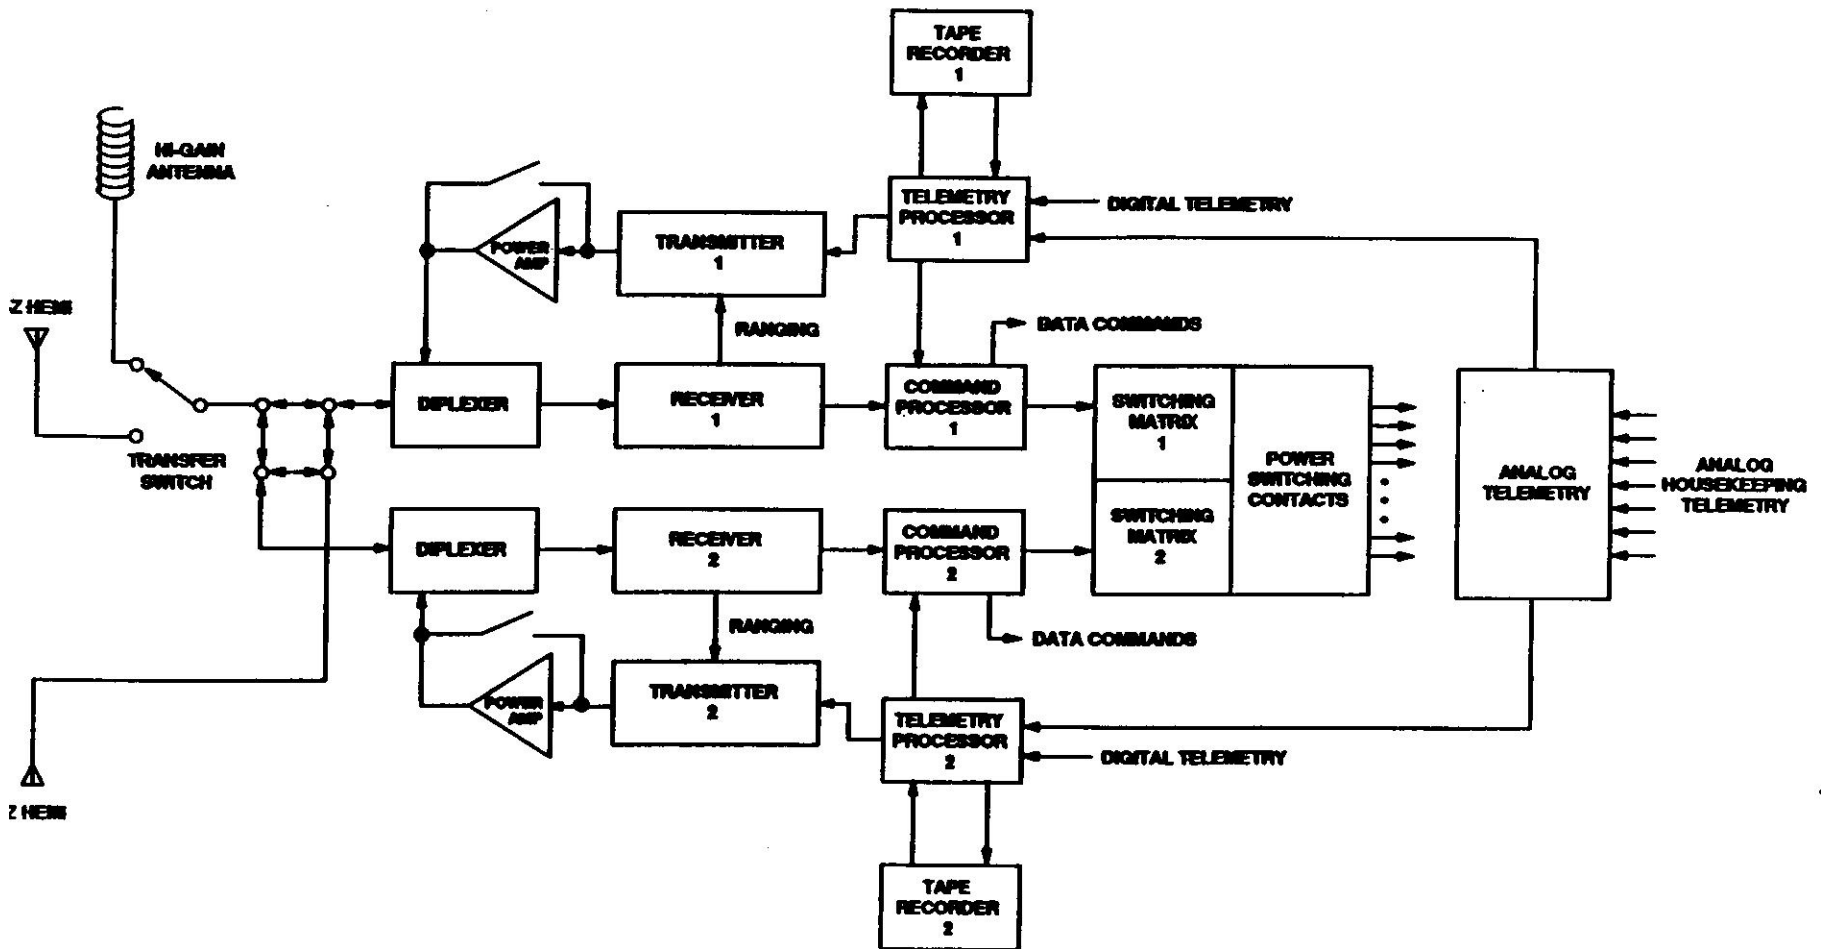 TAPE
RECORDER
1
HI-GAIN
ANTENNA
TELEMETRY
PROCESSOR
1
DIGITAL TELEMETRY
POWER
AMP
TRANSMITTER
1
Z HEMI
RANGING
DATA COMMANDS
DIPLEXER
RECEIVER
1
COMMAND
PROCESSOR
1
SWITCHING
MATRIX
1
POWER
SWITCHING
CONTACTS
ANALOG
TELEMETRY
ANALOG
HOUSEKEEPING
TELEMETRY
TRANSFER
SWITCH
DIPLEXER
RECEIVER
2
COMMAND
PROCESSOR
2
SWITCHING
MATRIX
2
RANGING
DATA COMMANDS
POWER
AMP
TRANSMITTER
2
TELEMETRY
PROCESSOR
2
DIGITAL TELEMETRY
Z HEMI
TAPE
RECORDER
2